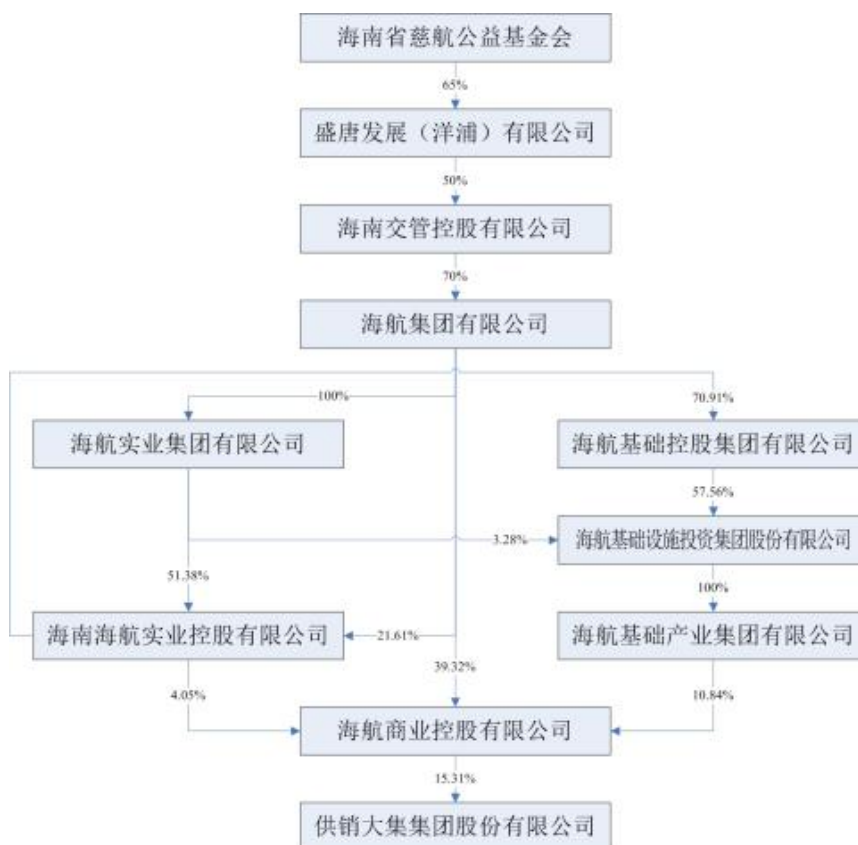 海南省慈航公益基金会
65%
盛唐发展（洋浦）有限公司
50%
海南交管控股有限公司
70%
海航集团有限公司
100%
70.91%
海航实业集团有限公司
海航基础控股集团有限公司
57.56%
3.28%
海航基础设施投资集团股份有限公司
51.38%
100%
海南海航实业控股有限公司
21.61%
海航基础产业集团有限公司
39.32%
4.05%
10.84%
海航商业控股有限公司
15.31%
供销大集集团股份有限公司